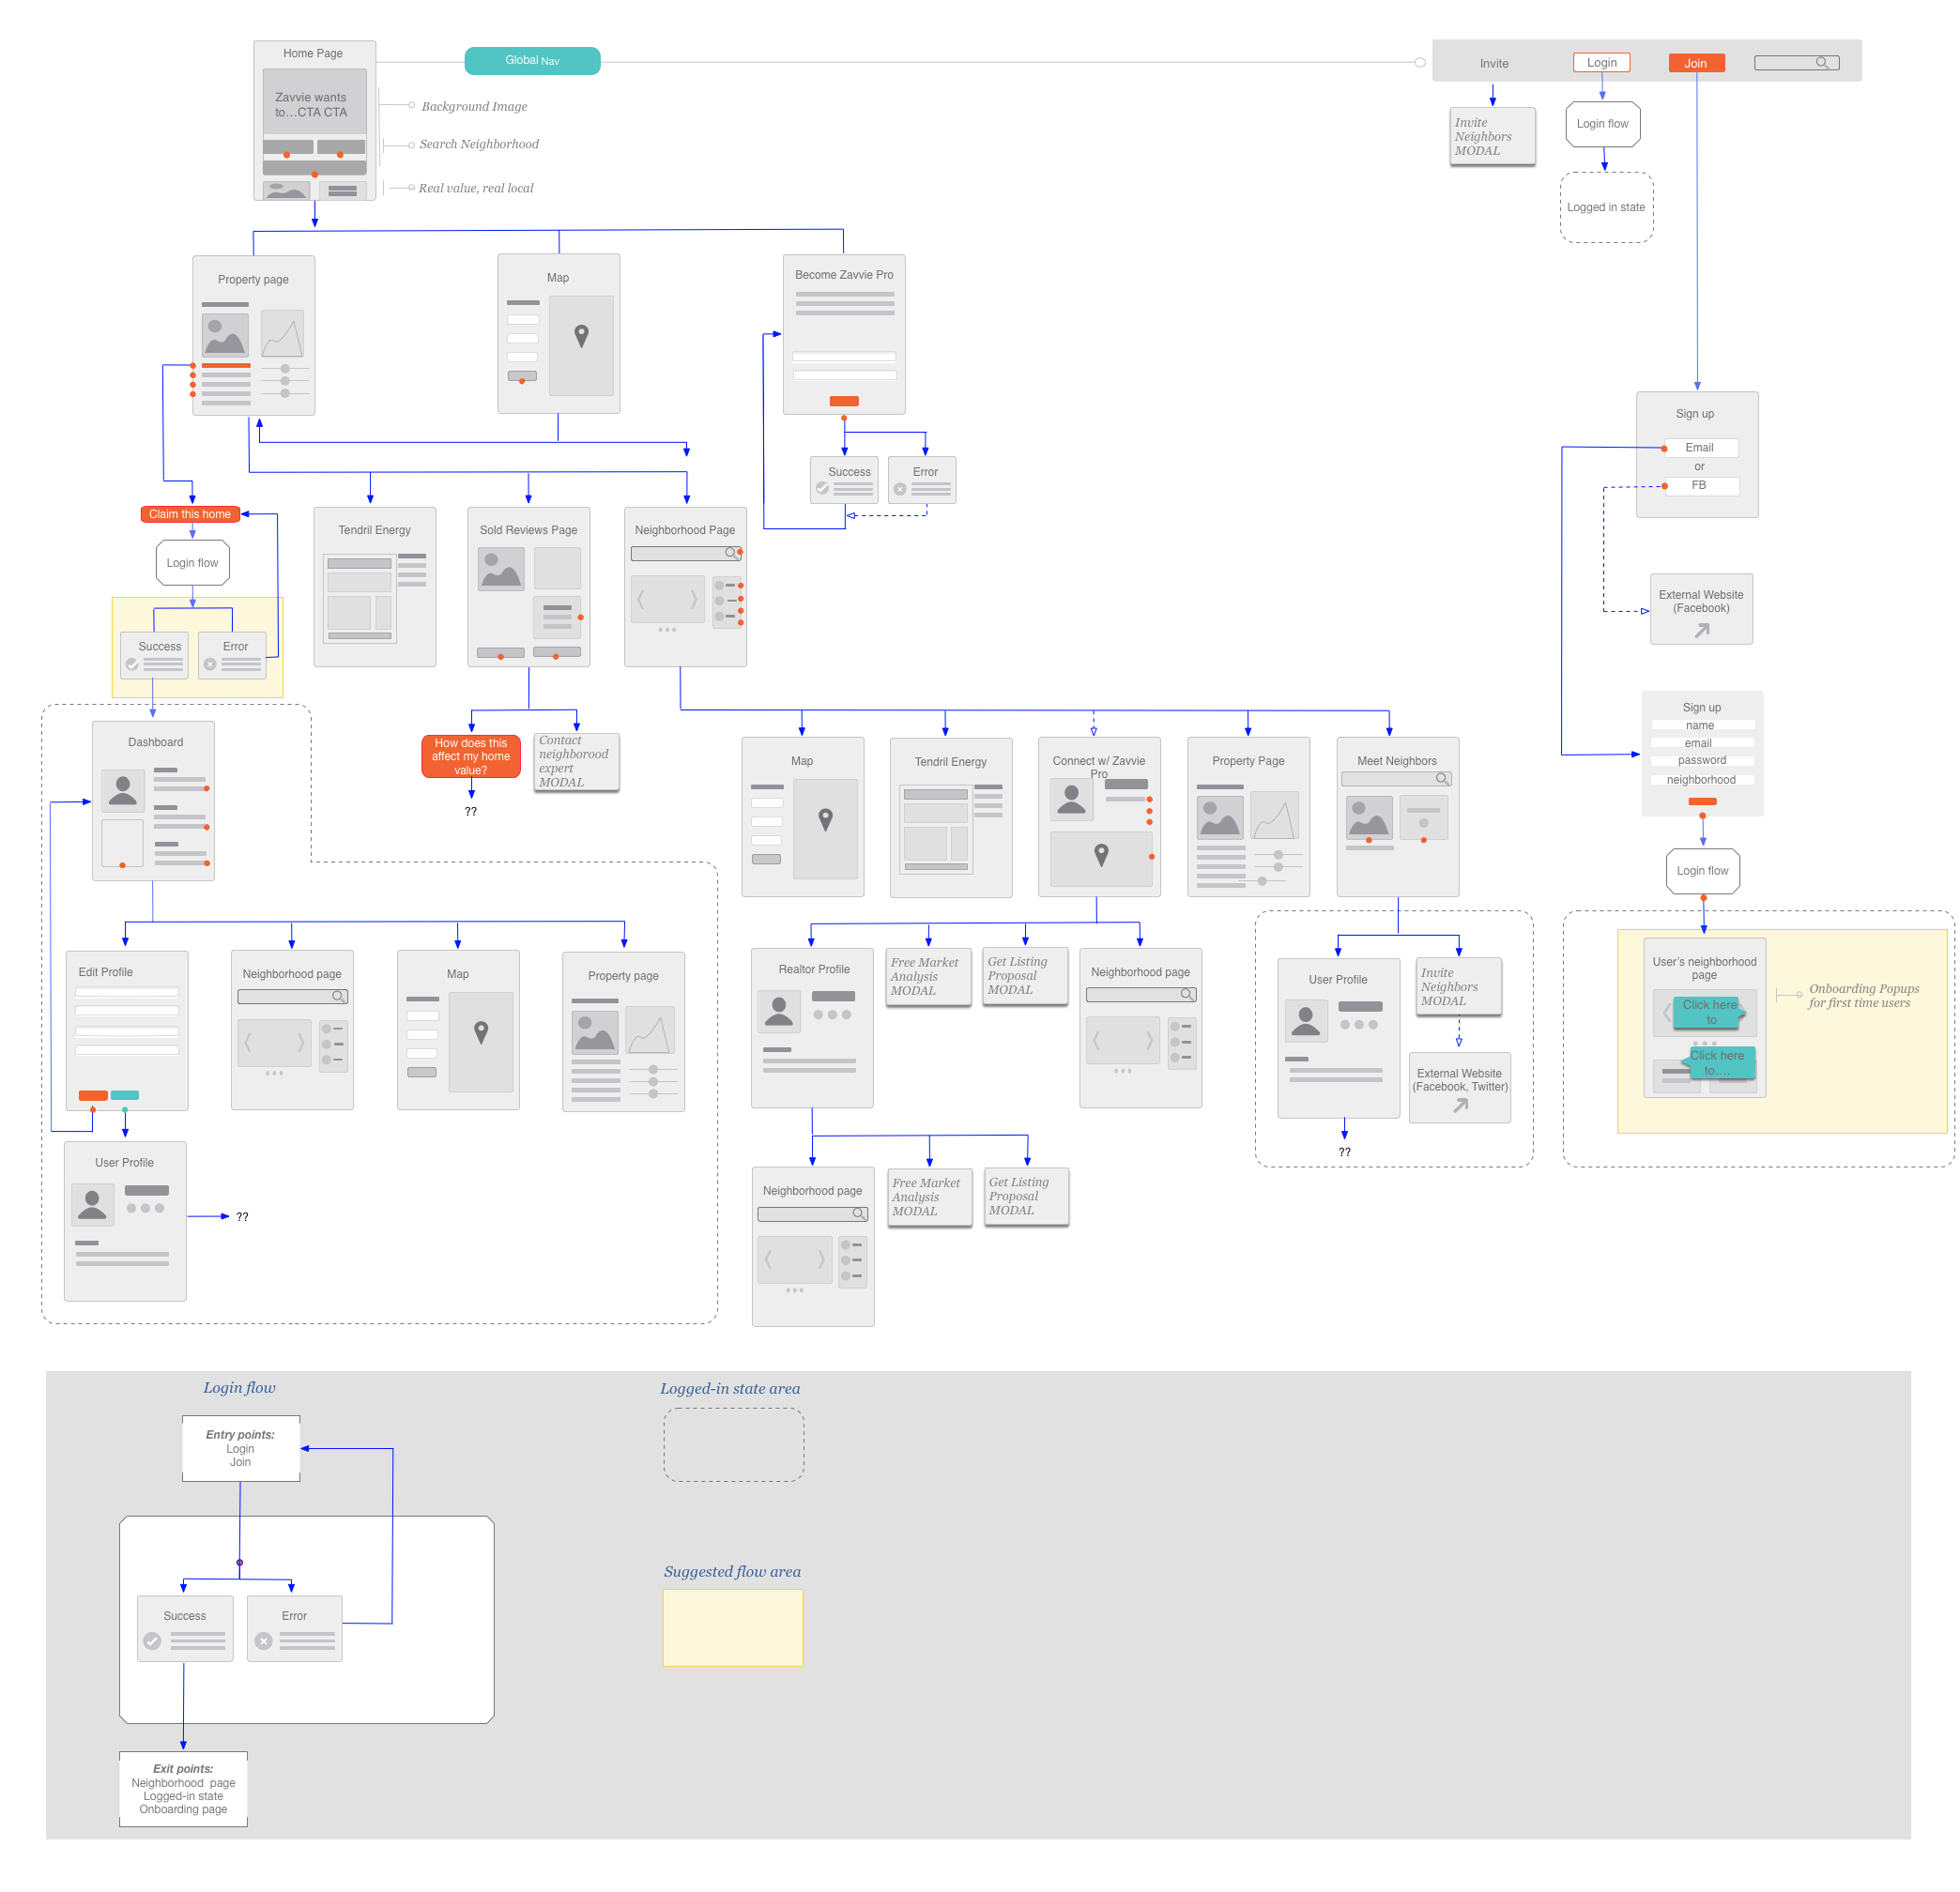 Home Page
Global Nav
Invite
Login
Join
Zavvie wants
to...CTA CTA
Background Image
Search Neighborhood
Real value, real local
Invite
Neighbors
MODAL
Login flow
Logged in state
Property page
Map
Become Zavvie Pro
Success
Error
Sign up
Email
or
FB
Claim this home
Login flow
Success
Error
Tendril Energy
Sold Reviews Page
Neighborhood Page
External Website
(Facebook)
How does this
affect my home
value?
??
Contact
neighborood
expert
MODAL
Sign up
name
email
password
neighborhood
Login flow
Dashboard
Map
Tendril Energy
Connect w/ Zavvie
Pro
Property Page
Meet Neighbors
Edit Profile
Neighborhood page
Map
Property page
Realtor Profile
Free Market
Analysis
MODAL
Get Listing
Proposal
MODAL
Neighborhood page
User Profile
??
Invite
Neighbors
MODAL
External Website
(Facebook, Twitter)
User's neighborhood
page
Click here
to
Click here
to....
Onboarding Popups
for first time users
User Profile
??
Neighborhood page
Free Market
Analysis
MODAL
Get Listing
Proposal
MODAL
Login flow
Entry points:
Login
Join
Success
Error
Exit points:
Neighborhood page
Logged-in state
Onboarding page
Logged-in state area
Suggested flow area